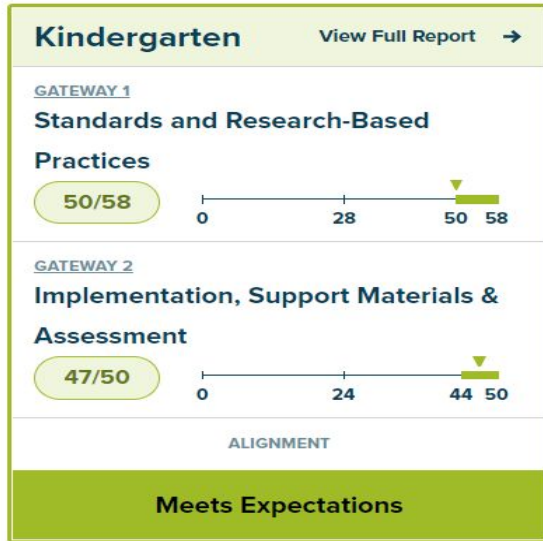 Kindergarten View Full Report →
GATEWAY 1
Standards and Research-Based
Practices
50/58
0 28 50 58
GATEWAY 2
Implementation, Support Materials &
Assessment
47/50
0 24 44 50
ALIGNMENT
Meets Expectations